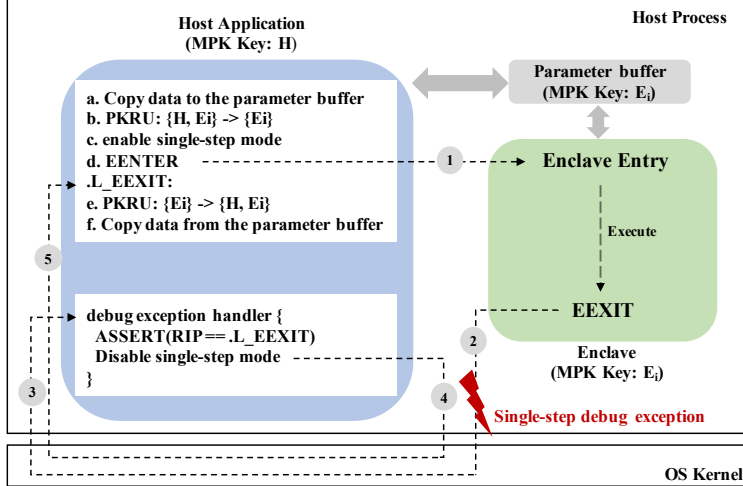 Host Process
Host Application
(MPK Key: H)
a. Copy data to the parameter buffer
b. PKRU: {H, Ei} -> {Ei}
c. enable single-step mode
d. EENTER
.L_EEXIT:
e. PKRU: {Ei} -> {H, Ei}
f. Copy data from the parameter buffer
Parameter buffer
(MPK Key: Eᵢ)
1
Enclave Entry
Execute
EEXIT
Enclave
(MPK Key: Eᵢ)
5
debug exception handler {
ASSERT(RIP == .L_EEXIT)
Disable single-step mode
}
2
3
4
Single-step debug exception
OS Kernel